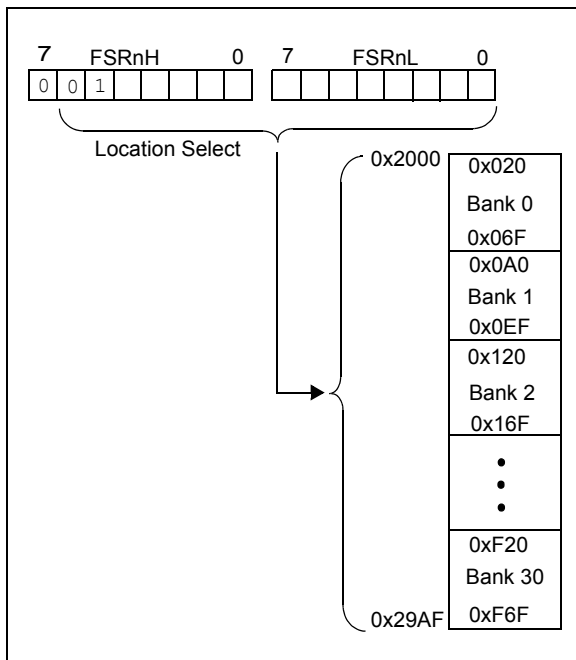 7 FSRnH 0 7 FSRnL 0
0 0 1
Location Select
0x2000
0x020
Bank 0
0x06F
0x0A0
Bank 1
0x0EF
0x120
Bank 2
0x16F
0xF20
Bank 30
0x29AF
0xF6F